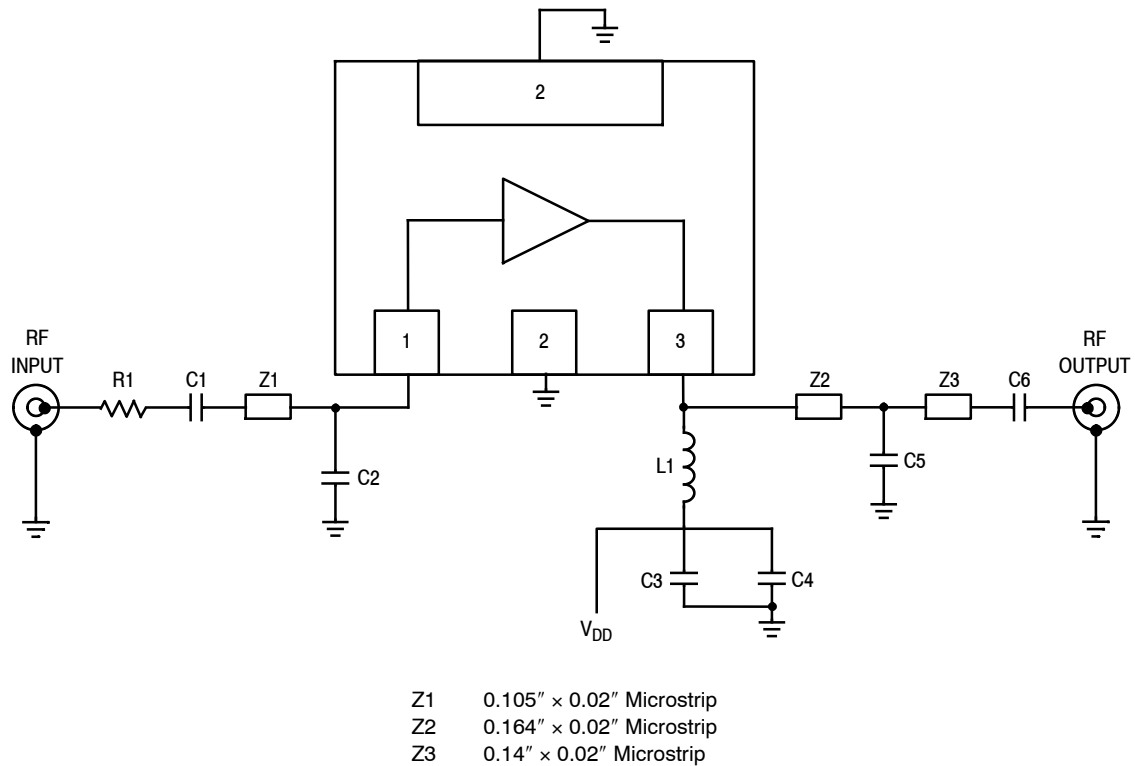 2
1
2
3
RF
INPUT
R1
C1
Z1
C2
L1
C3
C4
V_DD
Z2
C5
Z3
C6
RF
OUTPUT
Z1 0.105″ × 0.02″ Microstrip
Z2 0.164″ × 0.02″ Microstrip
Z3 0.14″ × 0.02″ Microstrip